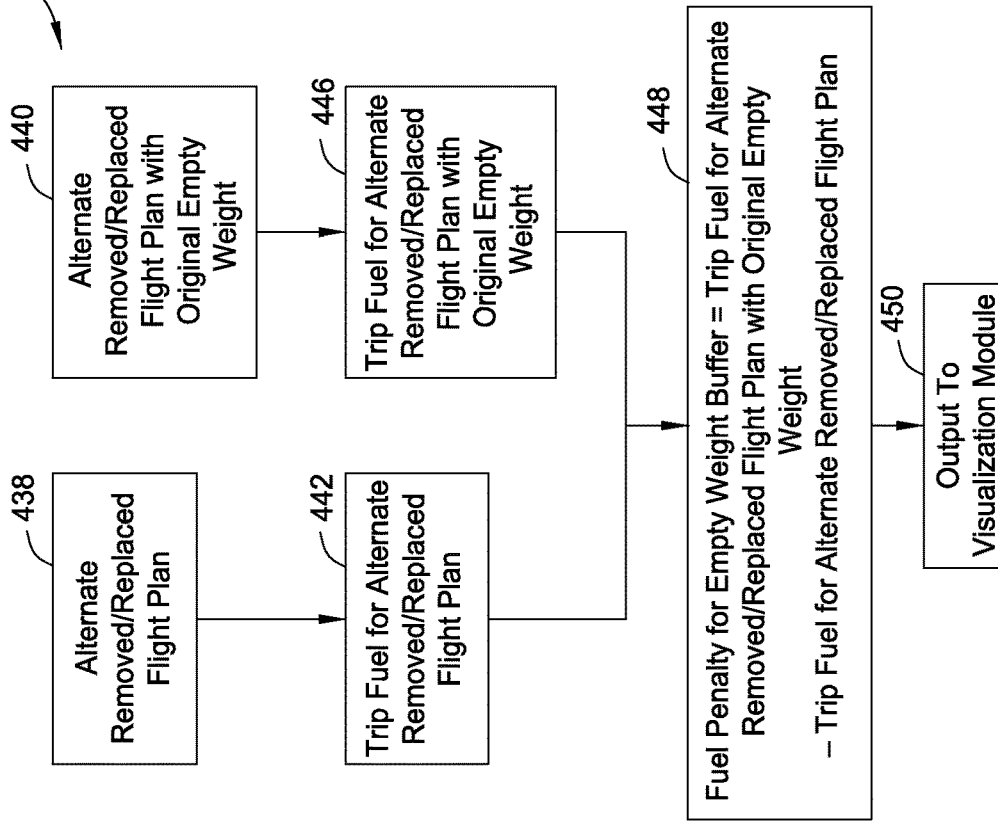 438
Alternate
Removed/Replaced
Flight Plan
440
Alternate
Removed/Replaced
Flight Plan with
Original Empty
Weight
442
Trip Fuel for Alternate
Removed/Replaced
Flight Plan
446
Trip Fuel for Alternate
Removed/Replaced
Flight Plan with
Original Empty
Weight
448
Fuel Penalty for Empty Weight Buffer = Trip Fuel for Alternate
Removed/Replaced Flight Plan with Original Empty
Weight
– Trip Fuel for Alternate Removed/Replaced Flight Plan
450
Output To
Visualization Module